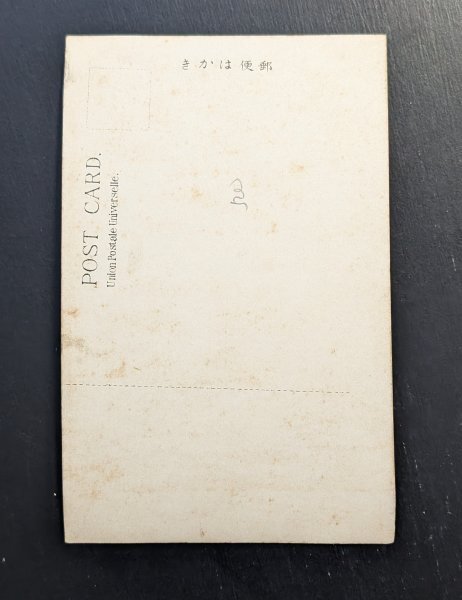 郵便はかき
POST CARD.
Union Postale Universelle.